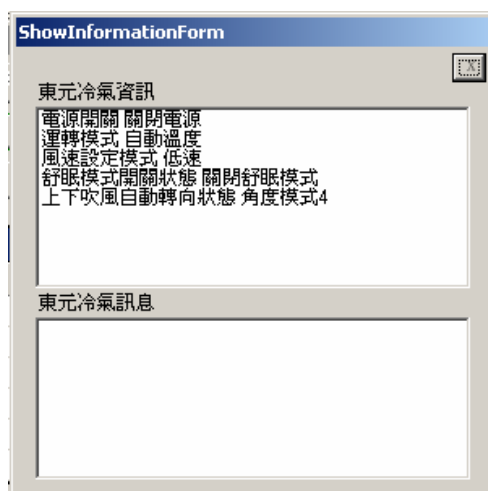 ShowInformationForm
X
東元冷氣資訊
電源開關 關閉電源
運轉模式 自動溫度
風速設定模式 低速
舒眠模式開關狀態 關閉舒眠模式
上下吹風自動轉向狀態 角度模式4
東元冷氣訊息